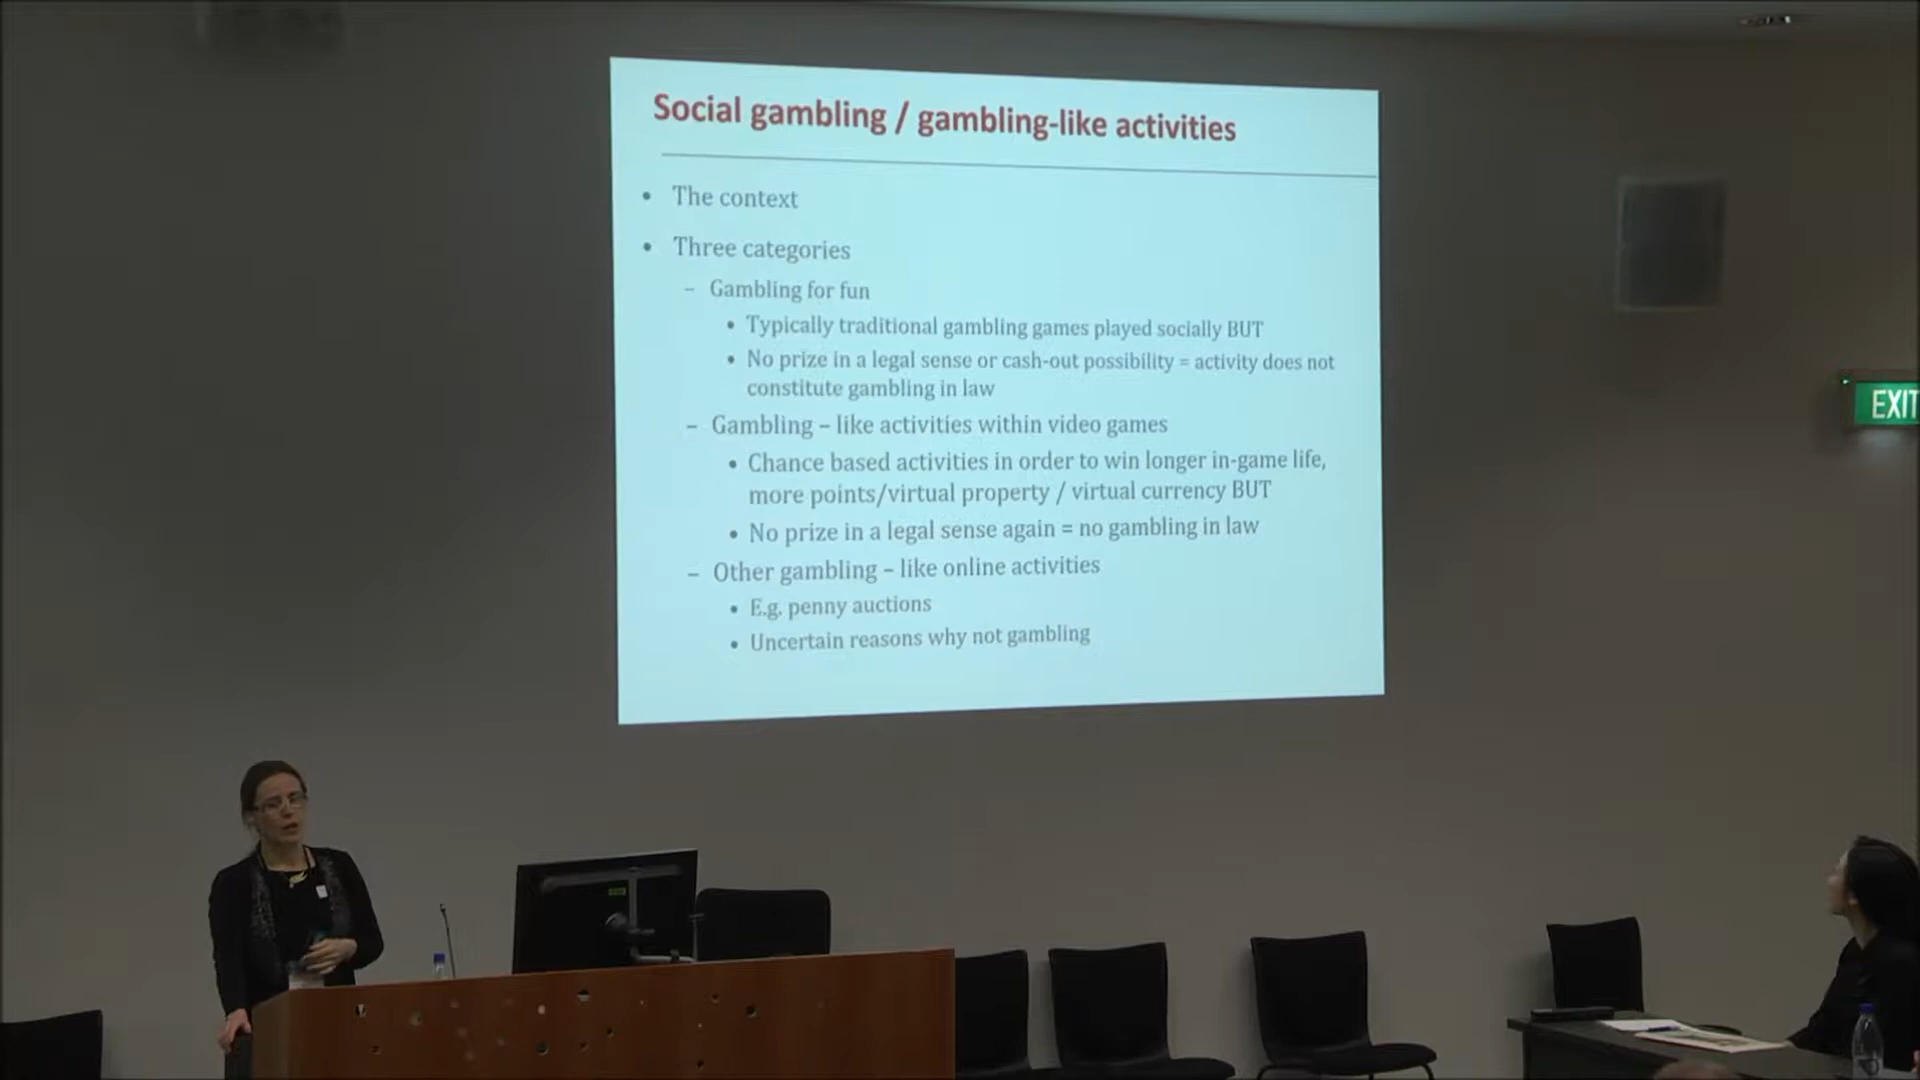 Social gambling / gambling-like activities
• The context
• Three categories
– Gambling for fun
• Typically traditional gambling games played socially BUT
• No prize in a legal sense or cash-out possibility = activity does not
constitute gambling in law
– Gambling – like activities within video games
• Chance based activities in order to win longer in-game life,
more points/virtual property / virtual currency BUT
• No prize in a legal sense again = no gambling in law
– Other gambling – like online activities
• E.g. penny auctions
• Uncertain reasons why not gambling
EXIT